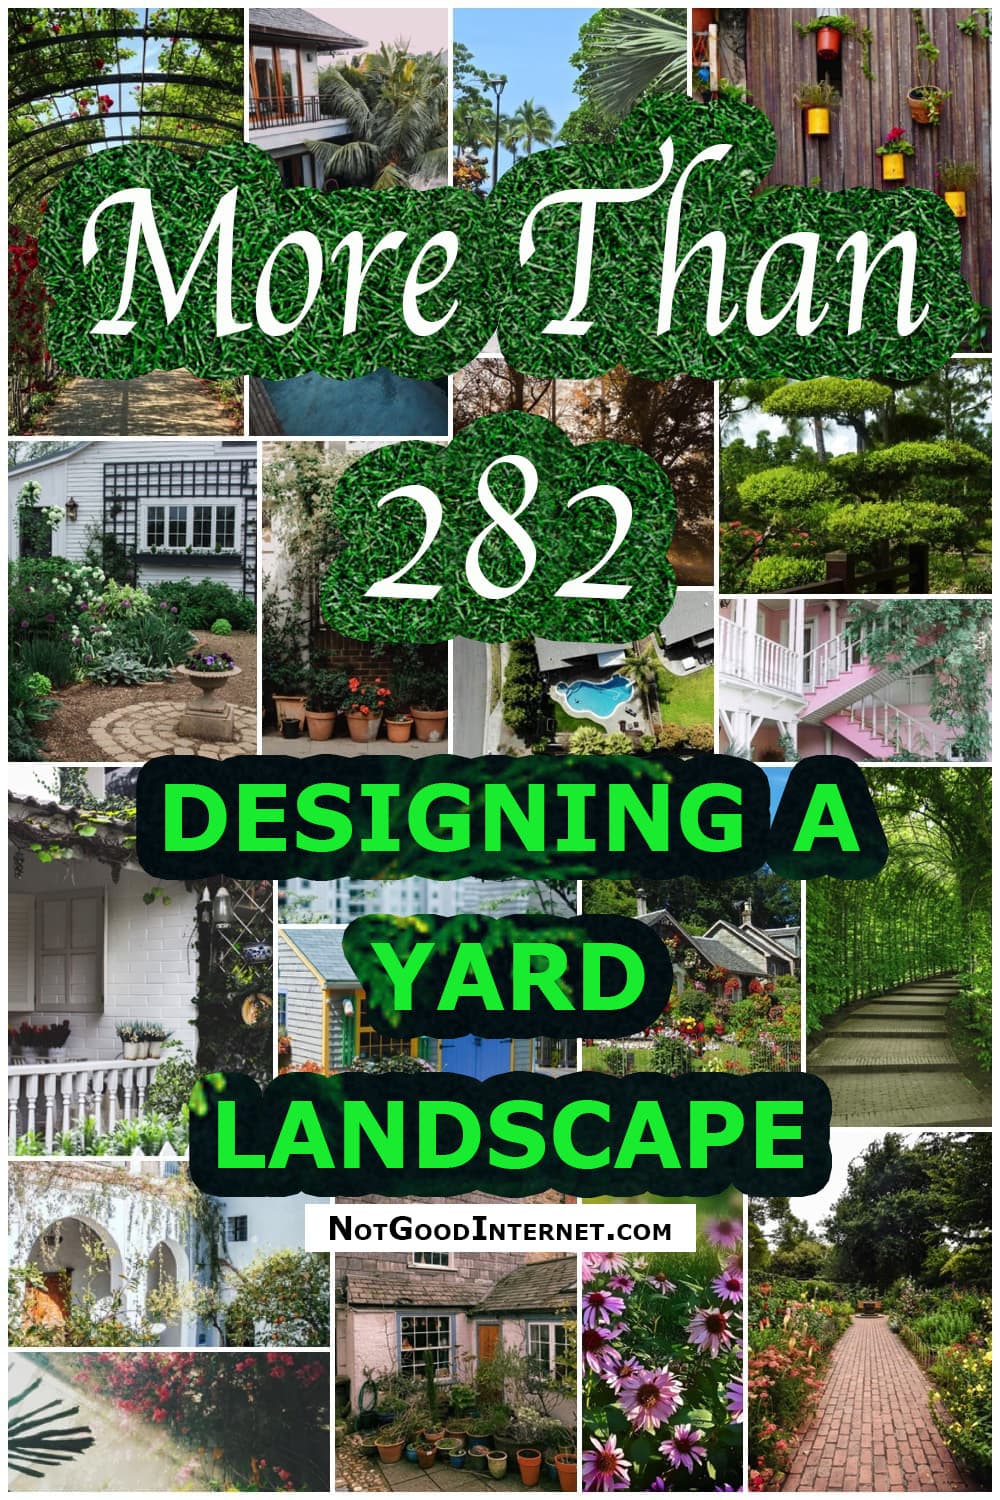 More Than
282
DESIGNING A
YARD
LANDSCAPE
NOTGOODINTERNET.COM